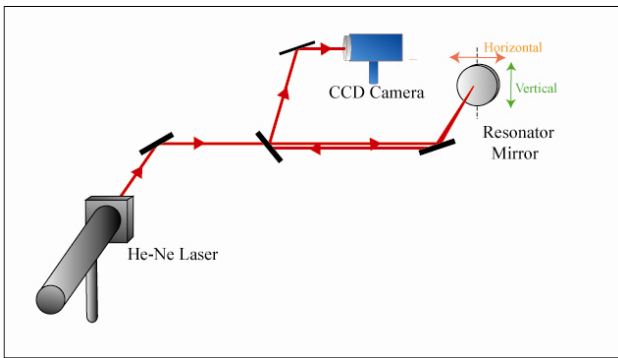 Horizontal
CCD Camera
Vertical
Resonator
Mirror
He-Ne Laser